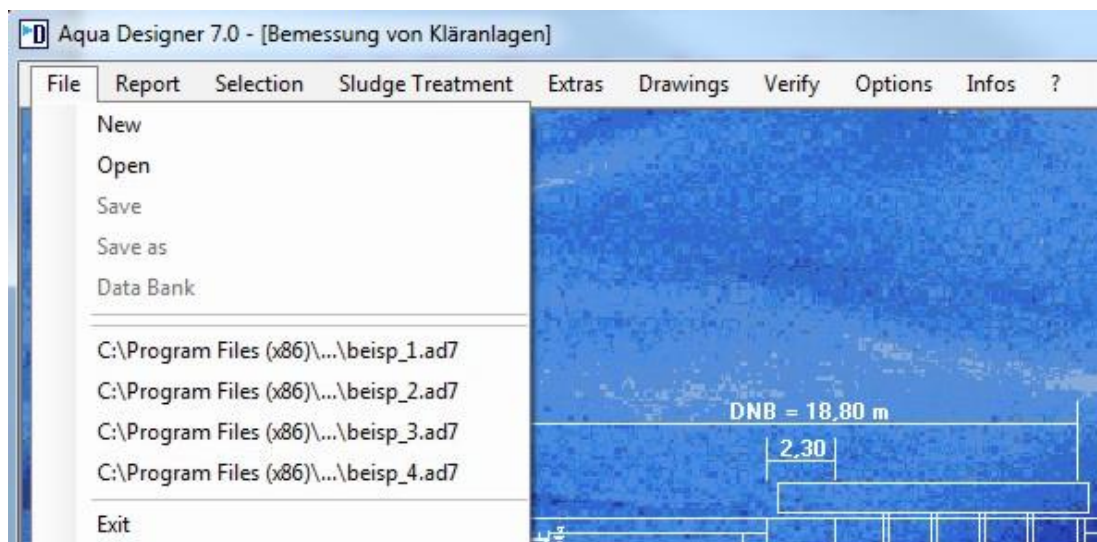 Aqua Designer 7.0 - [Bemessung von Kläranlagen]
File Report Selection Sludge Treatment Extras Drawings Verify Options Infos ?
New
Open
Save
Save as
Data Bank
C:\Program Files (x86)\...\beisp_1.ad7
C:\Program Files (x86)\...\beisp_2.ad7
C:\Program Files (x86)\...\beisp_3.ad7
C:\Program Files (x86)\...\beisp_4.ad7
Exit
DNB = 18,80 m
2,30